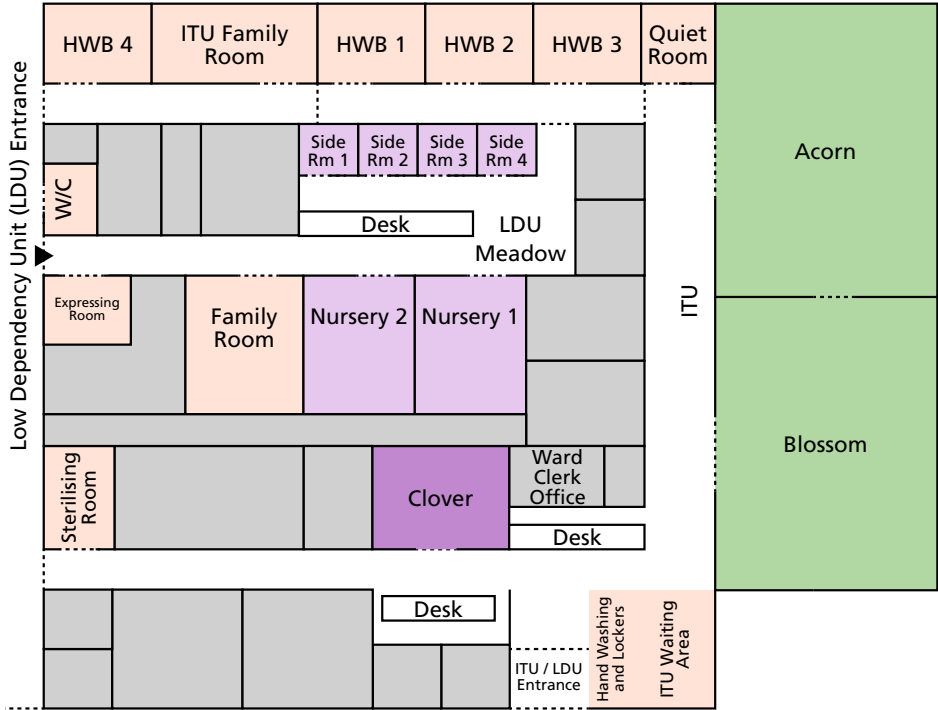 HWB 4
ITU Family
Room
HWB 1
HWB 2
HWB 3
Quiet
Room
Low Dependency Unit (LDU) Entrance
W/C
Side
Rm 1
Side
Rm 2
Side
Rm 3
Side
Rm 4
Acorn
Desk
LDU
Meadow
Expressing
Room
Family
Room
Nursery 2
Nursery 1
ITU
Blossom
Sterilising
Room
Clover
Ward
Clerk
Office
Desk
Desk
ITU / LDU
Entrance
Hand Washing
and Lockers
ITU Waiting
Area